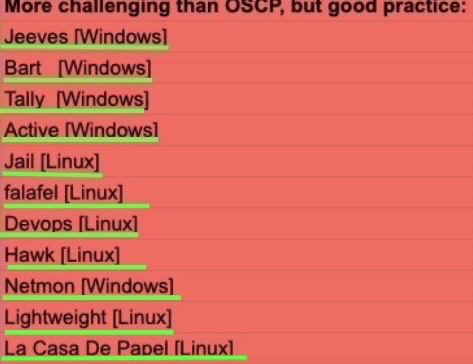 More challenging than OSCP, but good practice:
Jeeves [Windows]
Bart [Windows]
Tally [Windows]
Active [Windows]
Jail [Linux]
falafel [Linux]
Devops [Linux]
Hawk [Linux]
Netmon [Windows]
Lightweight [Linux]
La Casa De Papel [Linux]